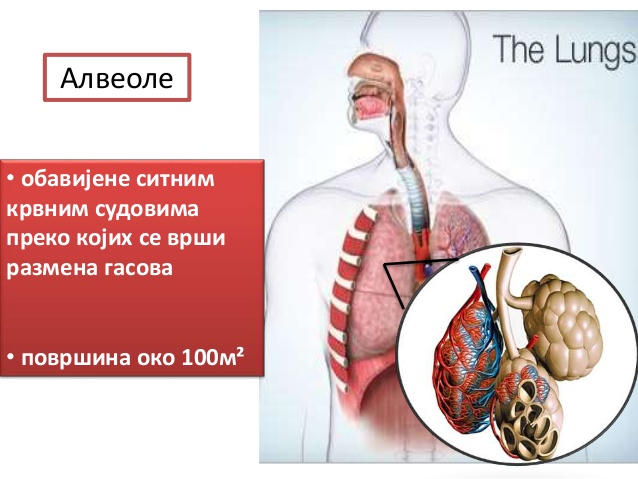 Алвеоле
The Lungs
• обавијене ситним
крвним судовима
преко којих се врши
размена гасова
• површина око 100м²